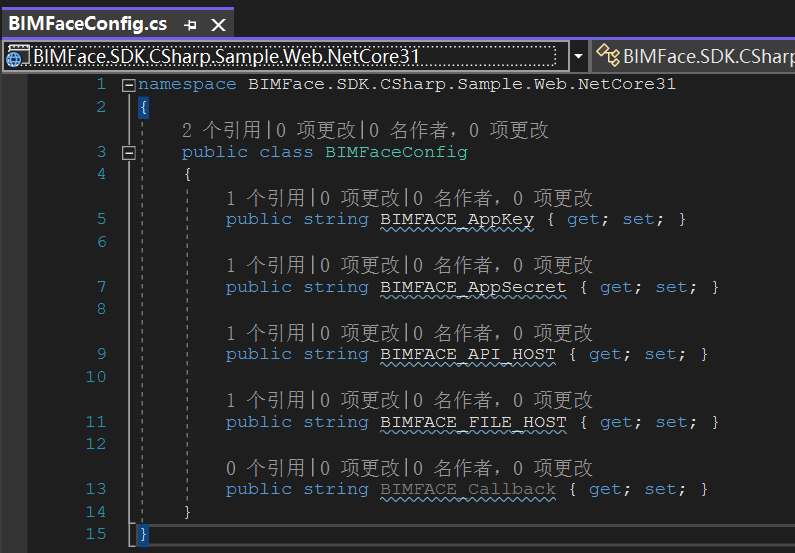 BIMFaceConfig.cs
BIMFace.SDK.CSharp.Sample.Web.NetCore31 BIMFace.SDK.CSharp
1 namespace BIMFace.SDK.CSharp.Sample.Web.NetCore31
2 {
2 个引用|0 项更改|0 名作者，0 项更改
3 public class BIMFaceConfig
4 {
1 个引用|0 项更改|0 名作者，0 项更改
5 public string BIMFACE_AppKey { get; set; }
6
1 个引用|0 项更改|0 名作者，0 项更改
7 public string BIMFACE_AppSecret { get; set; }
8
1 个引用|0 项更改|0 名作者，0 项更改
9 public string BIMFACE_API_HOST { get; set; }
10
1 个引用|0 项更改|0 名作者，0 项更改
11 public string BIMFACE_FILE_HOST { get; set; }
12
0 个引用|0 项更改|0 名作者，0 项更改
13 public string BIMFACE_Callback { get; set; }
14 }
15 }